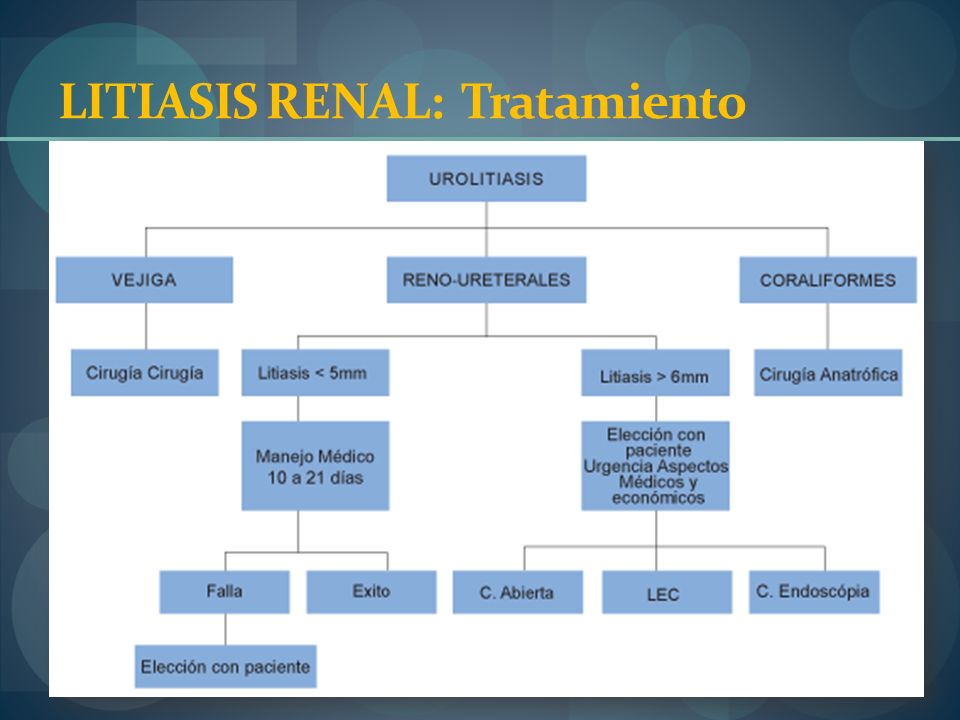 LITIASIS RENAL: Tratamiento
UROLITIASIS
VEJIGA
RENO-URETERALES
CORALIFORMES
Cirugía Cirugía
Litiasis < 5mm
Litiasis > 6mm
Cirugía Anatrófica
Manejo Médico
10 a 21 días
Elección con
paciente
Urgencia Aspectos
Médicos y
económicos
Falla
Exito
C. Abierta
LEC
C. Endoscópia
Elección con paciente